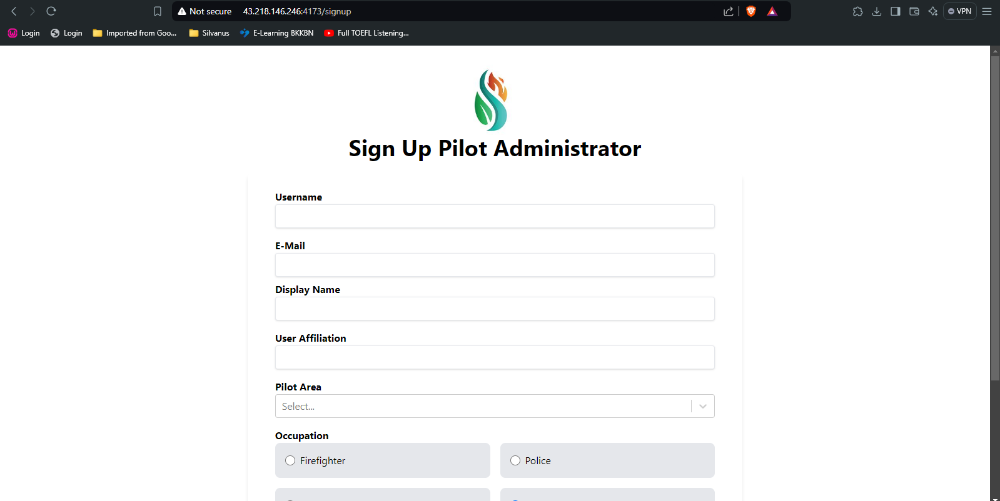 Not secure 43.218.146.246:4173/signup VPN
Login Login Imported from Goo... Silvanus E-Learning BKKBN Full TOEFL Listening...
Sign Up Pilot Administrator
Username
E-Mail
Display Name
User Affiliation
Pilot Area
Select...
Occupation
Firefighter Police